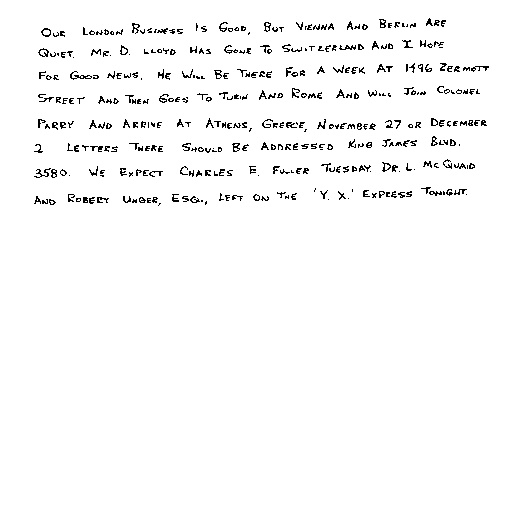 Our London Business Is Good, But Vienna And Berlin Are
Quiet. Mr. D. Lloyd Has Gone To Switzerland And I Hope
For Good News. He Will Be There For A Week At 1496 Zermott
Street And Then Goes To Turin And Rome And Will Join Colonel
Parry And Arrive At Athens, Greece, November 27 or December
2 Letters There Should Be Addressed King James Blvd.
3580. We Expect Charles E. Fuller Tuesday. Dr. L. McQuaid
And Robert Unger, Esq., Left on The 'Y. X.' Express Tonight.